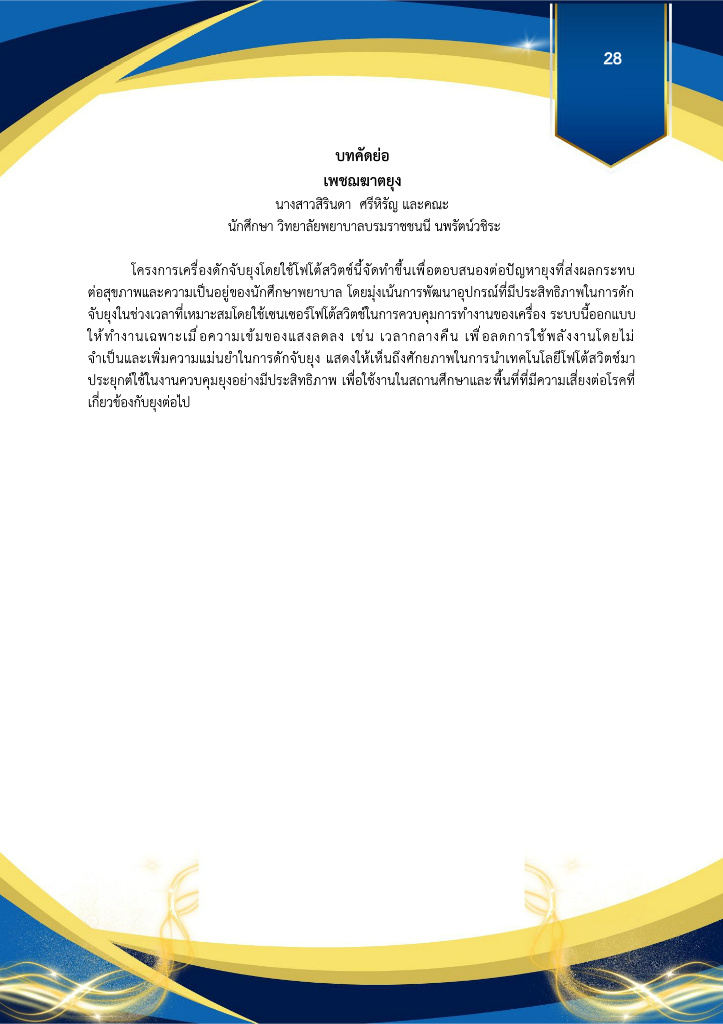 28
บทคัดย่อ
เพชฌฆาตยุง
นางสาวสิรินดา ศรีหิรัญ และคณะ
นักศึกษา วิทยาลัยพยาบาลบรมราชชนนี นพรัตน์วชิระ
โครงการเครื่องดักจับยุงโดยใช้โฟโต้สวิตช์นี้จัดทำขึ้นเพื่อตอบสนองต่อปัญหายุงที่ส่งผลกระทบ
ต่อสุขภาพและความเป็นอยู่ของนักศึกษาพยาบาล โดยมุ่งเน้นการพัฒนาอุปกรณ์ที่มีประสิทธิภาพในการดัก
จับยุงในช่วงเวลาที่เหมาะสมโดยใช้เซนเซอร์โฟโต้สวิตช์ในการควบคุมการทำงานของเครื่อง ระบบนี้ออกแบบ
ให้ทำงานเฉพาะเมื่อความเข้มของแสงลดลง เช่น เวลากลางคืน เพื่อลดการใช้พลังงานโดยไม่
จำเป็นและเพิ่มความแม่นยำในการดักจับยุง แสดงให้เห็นถึงศักยภาพในการนำเทคโนโลยีโฟโต้สวิตช์มา
ประยุกต์ใช้ในงานควบคุมยุงอย่างมีประสิทธิภาพ เพื่อใช้งานในสถานศึกษาและพื้นที่ที่มีความเสี่ยงต่อโรคที่
เกี่ยวข้องกับยุงต่อไป